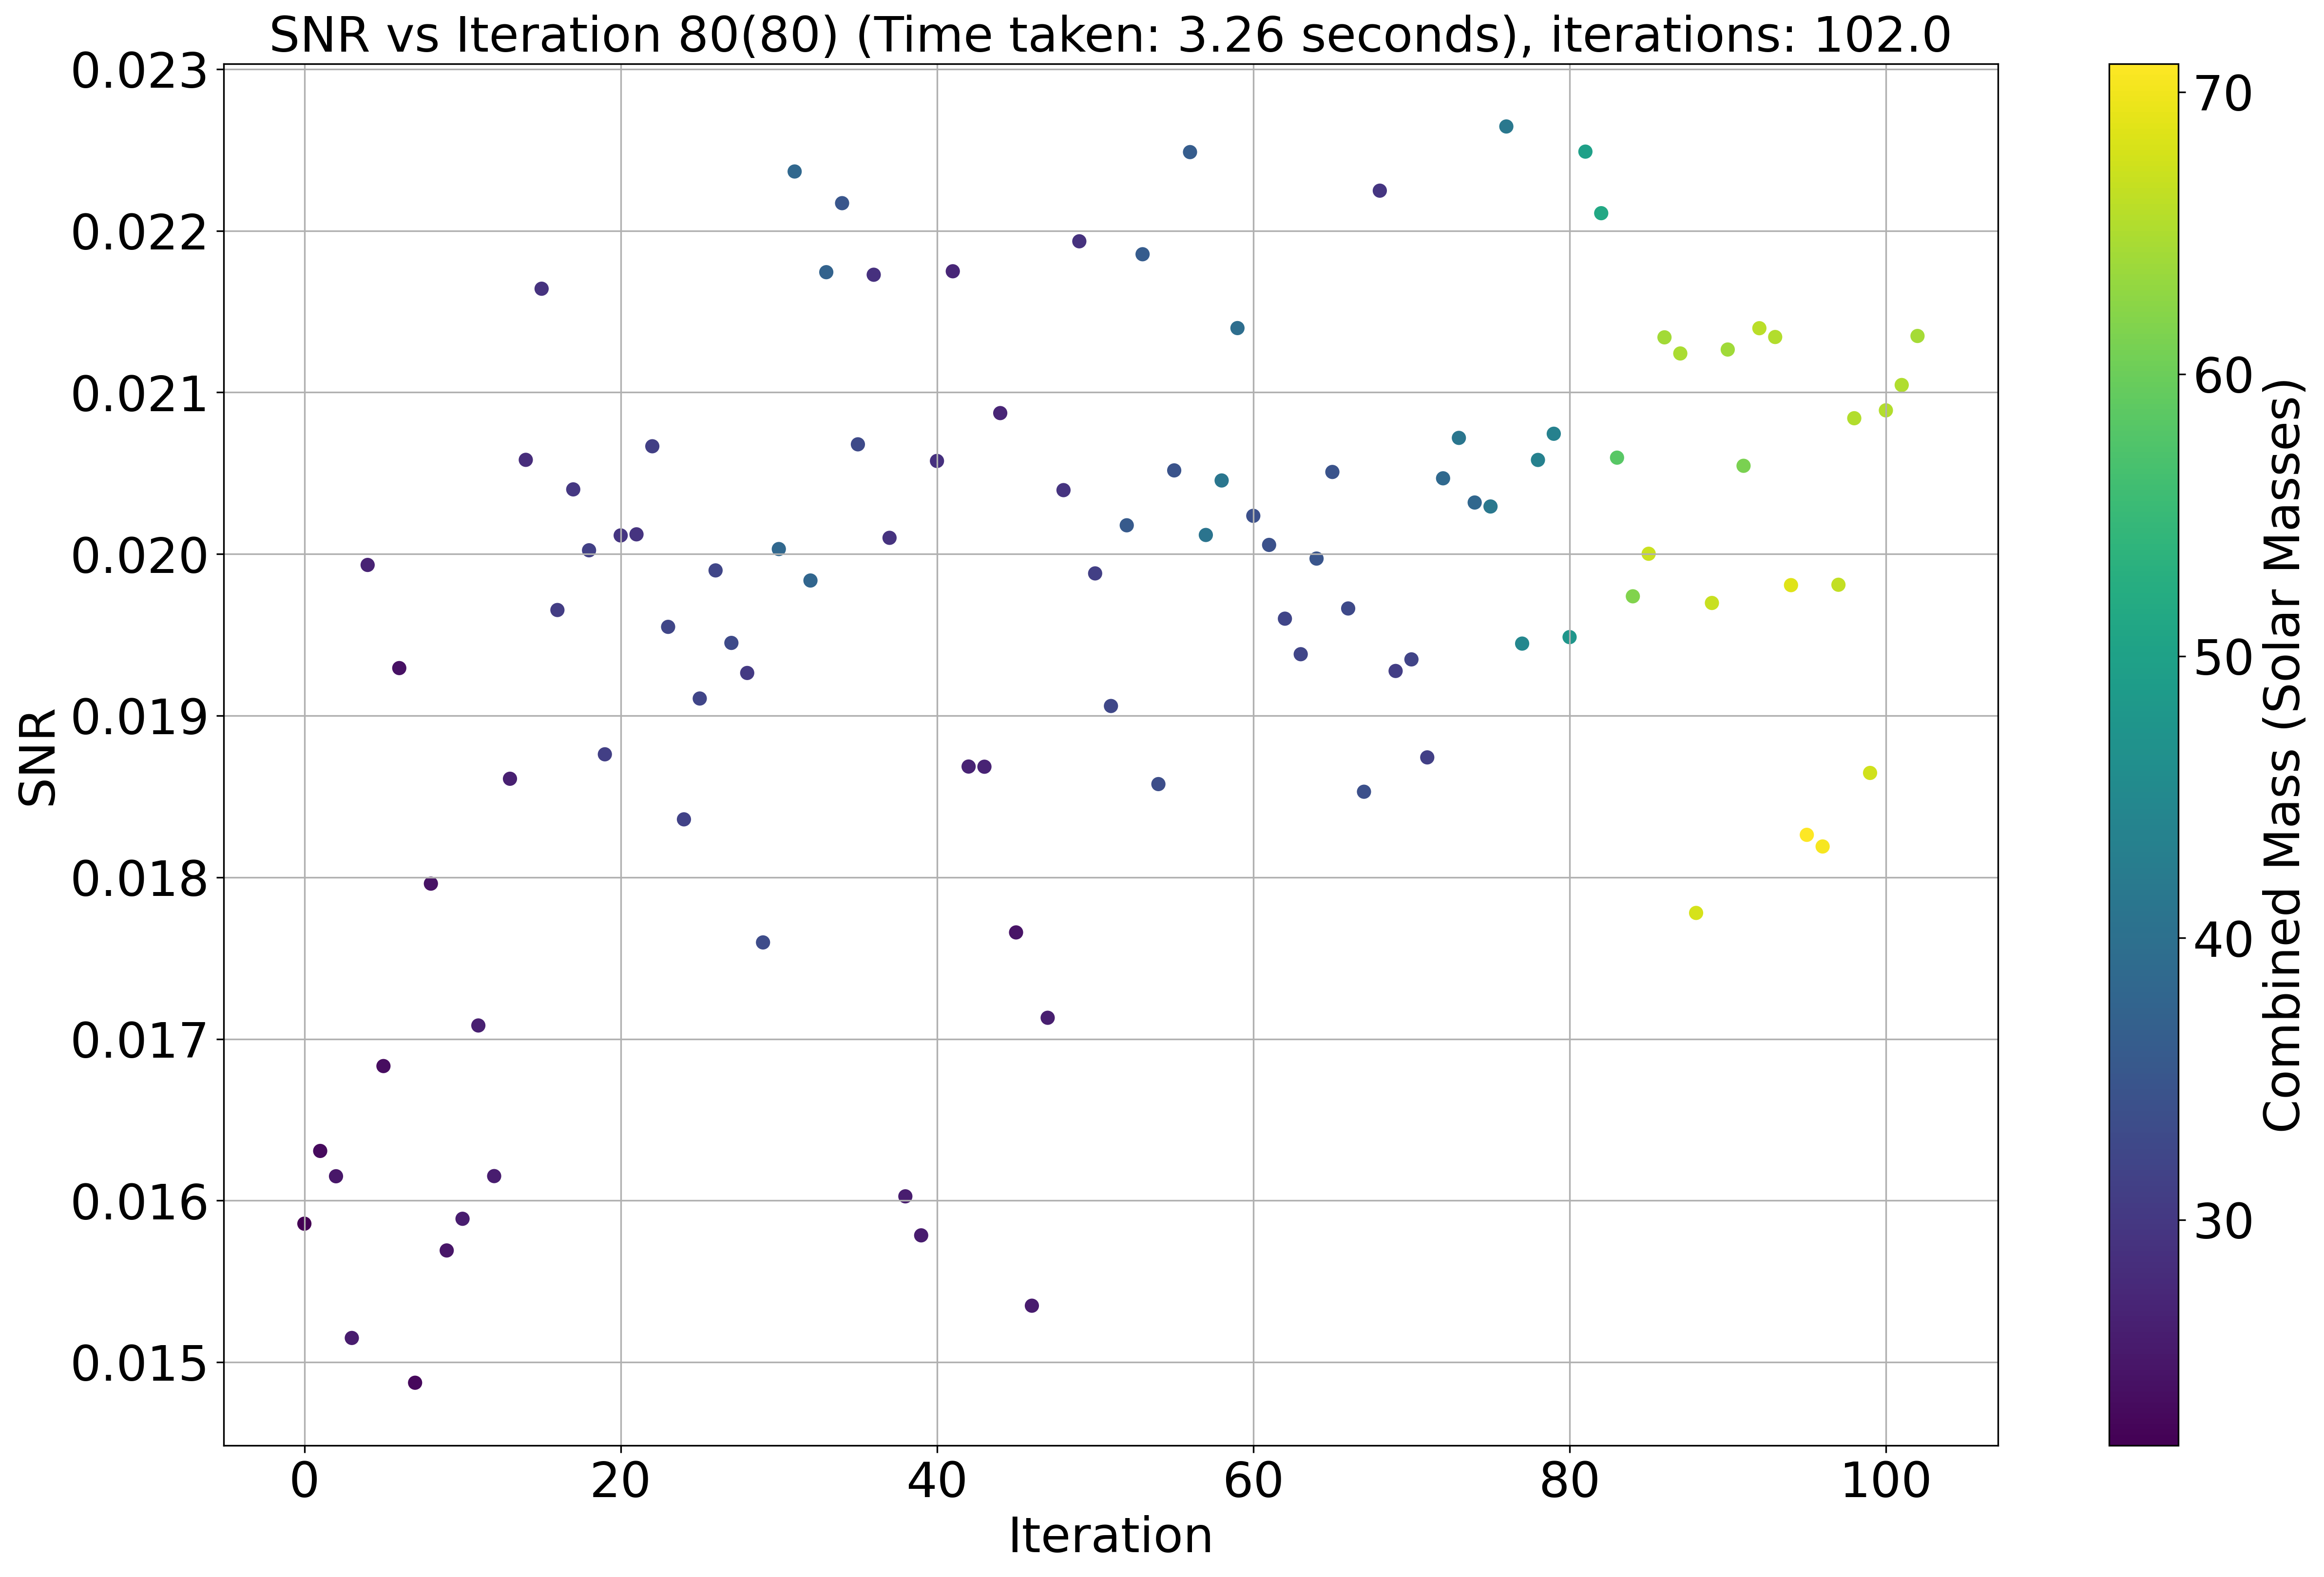 SNR vs Iteration 80(80) (Time taken: 3.26 seconds), iterations: 102.0
0.023
0.022
0.021
0.020
0.019
0.018
0.017
0.016
0.015
SNR
0 20 40 60 80 100
Iteration
70
60
50
40
30
Combined Mass (Solar Masses)